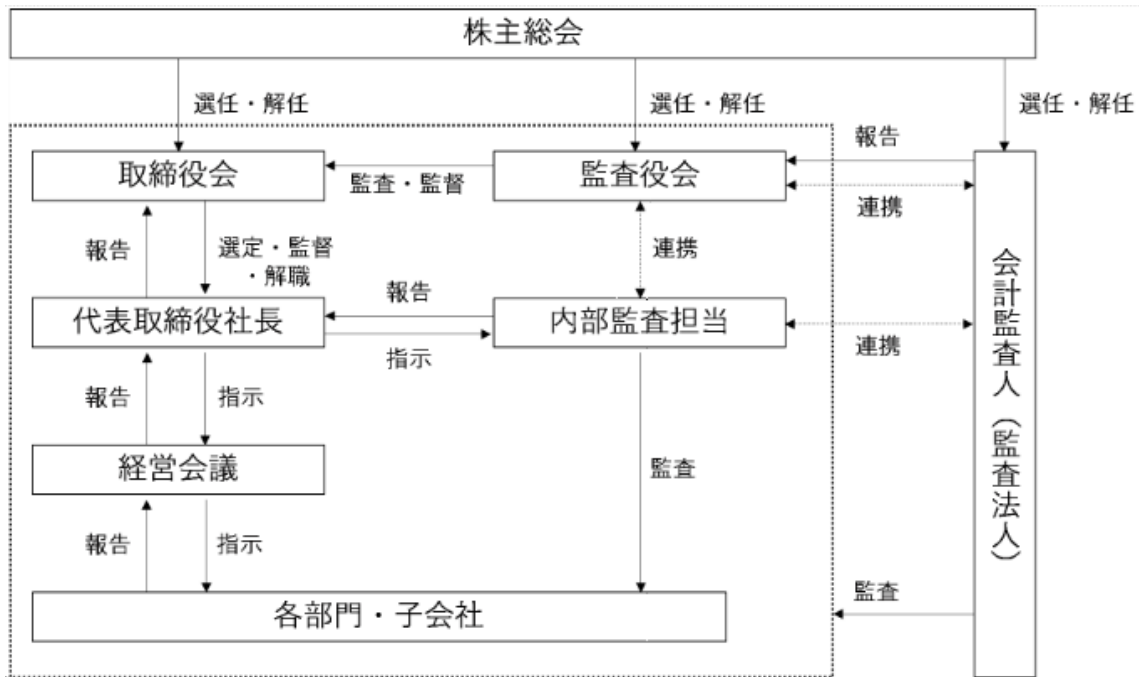 株主総会
選任・解任
選任・解任
選任・解任
取締役会
監査・監督
監査役会
報告
連携
報告
選定・監督
・解職
連携
代表取締役社長
報告
指示
内部監査担当
連携
会計監査人（監査法人）
報告
指示
経営会議
監査
報告
指示
各部門・子会社
監査